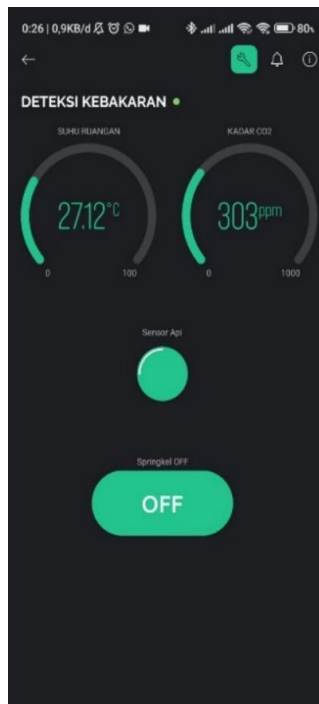 0:26 | 0,9KB/d
80
DETEKSI KEBAKARAN
SUHU RUANGAN
KADAR CO2
27.12°C
303ppm
0
100
0
1000
Sensor Api
Springkel OFF
OFF